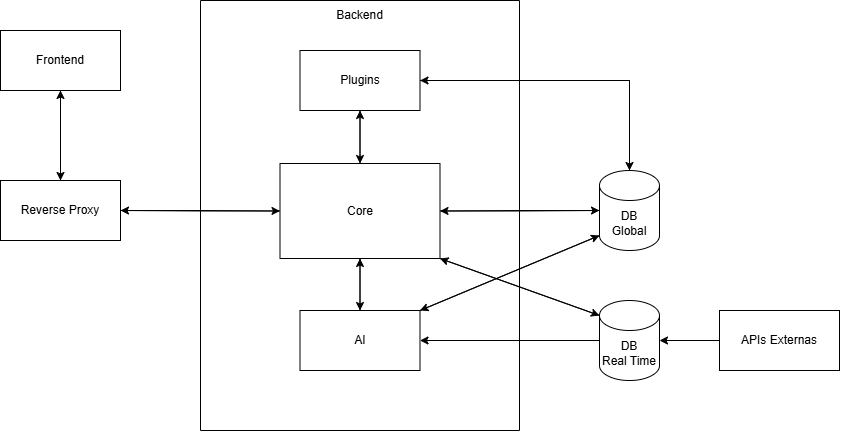 Backend
Frontend
Plugins
Reverse Proxy
Core
DB
Global
AI
DB
Real Time
APIs Externas